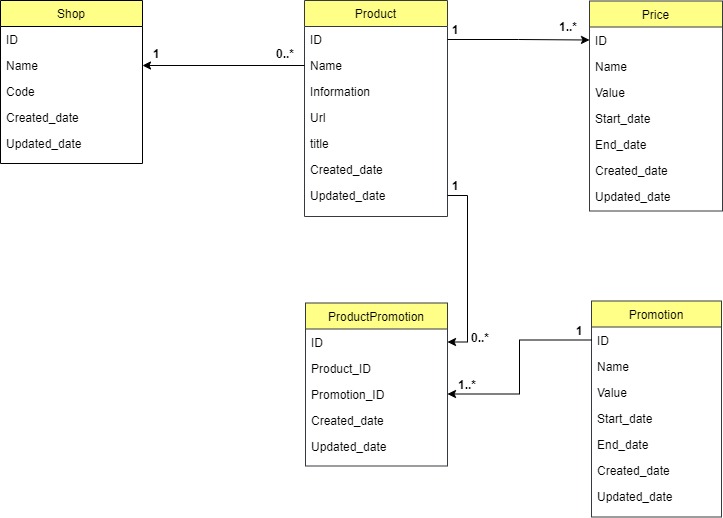 Shop
ID
Name
Code
Created_date
Updated_date
1
0..*
Product
ID
Name
Information
Url
title
Created_date
Updated_date
1
1..*
Price
ID
Name
Value
Start_date
End_date
Created_date
Updated_date
1
0..*
ProductPromotion
ID
Product_ID
Promotion_ID
Created_date
Updated_date
1..*
1
Promotion
ID
Name
Value
Start_date
End_date
Created_date
Updated_date